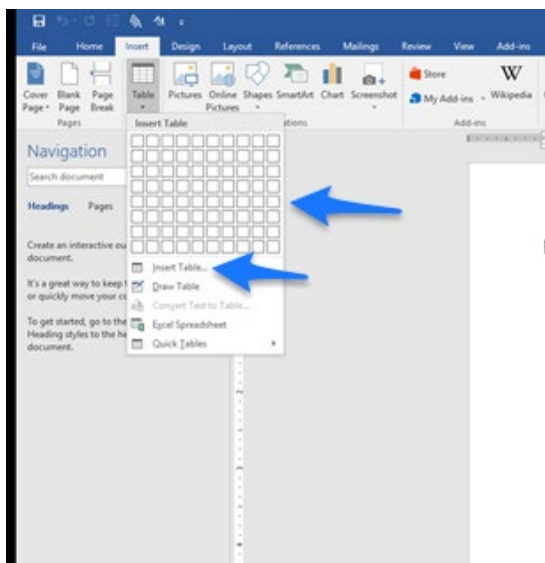 File Home Insert Design Layout References Mailings Review View Add-ins
Cover Page Blank Page Page Break Table Pictures Online Pictures Shapes SmartArt Chart Screenshot Store My Add-ins Wikipedia
Pages Add-ins
Insert Table
Navigation
Search document
Headings Pages
Create an interactive ou
document.
It's a great way to keep
or quickly move your co
To get started, go to the
Heading styles to the he
document.
Insert Table...
Draw Table
Convert Text to Table...
Excel Spreadsheet
Quick Tables